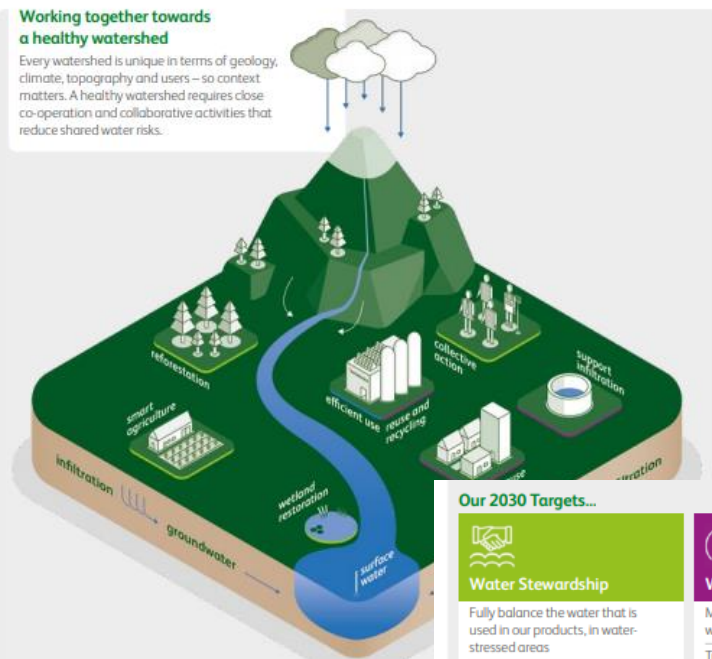 Working together towards
a healthy watershed
Every watershed is unique in terms of geology,
climate, topography and users – so context
matters. A healthy watershed requires close
co-operation and collaborative activities that
reduce shared water risks.
reforestation
collective
action
support
infiltration
efficient use
reuse and
recycling
smart
agriculture
infiltration
groundwater
wetland
restoration
surface
water
Our 2030 Targets...
Water Stewardship
Fully balance the water that is
used in our products, in water-
stressed areas